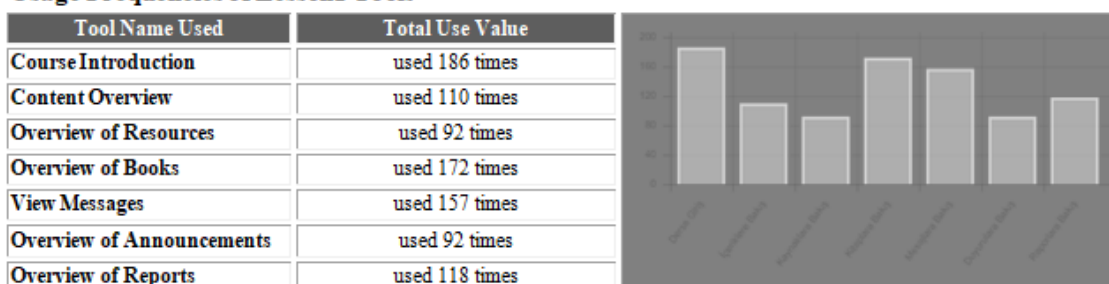 Tool Name Used Total Use Value
Course Introduction used 186 times
Content Overview used 110 times
Overview of Resources used 92 times
Overview of Books used 172 times
View Messages used 157 times
Overview of Announcements used 92 times
Overview of Reports used 118 times
200
160
120
80
40
0